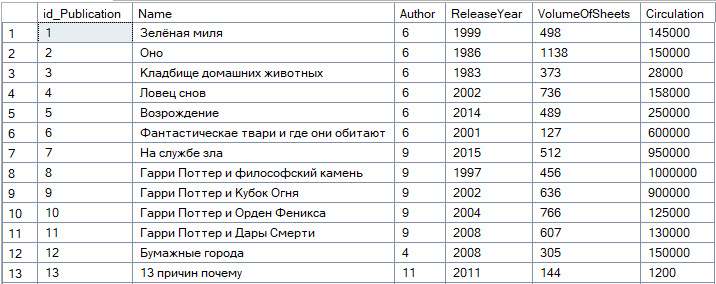 id_Publication Name Author ReleaseYear VolumeOfSheets Circulation
1 1 Зелёная миля 6 1999 498 145000
2 2 Оно 6 1986 1138 150000
3 3 Кладбище домашних животных 6 1983 373 28000
4 4 Ловец снов 6 2002 736 158000
5 5 Возрождение 6 2014 489 250000
6 6 Фантастичекае твари и где они обитают 6 2001 127 600000
7 7 На службе зла 9 2015 512 950000
8 8 Гарри Поттер и философский камень 9 1997 456 1000000
9 9 Гарри Поттер и Кубок Огня 9 2002 636 900000
10 10 Гарри Поттер и Орден Феникса 9 2004 766 125000
11 11 Гарри Поттер и Дары Смерти 9 2008 607 130000
12 12 Бумажные города 4 2008 305 150000
13 13 13 причин почему 11 2011 144 1200